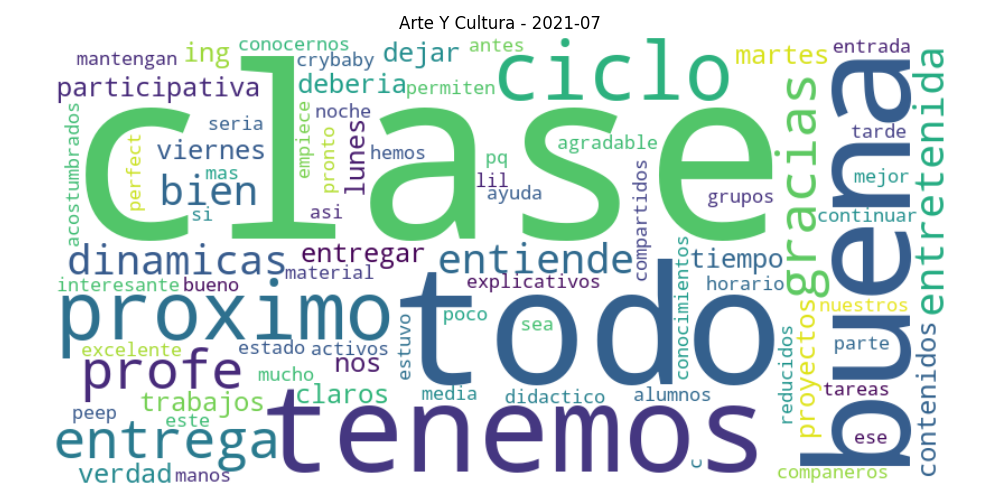 Arte Y Cultura - 2021-07
mantengan
ing
conocernos
crybaby
dejar
antes
ciclo
martes
entrada
participativa
deberia
permiten
clase
buena
entretenida
gracias
acostumbrados
perfect
seria
viernes
mas
bien
si
empiece
noche
pronto
lunes
hemos
asi
pq
lil
ayuda
agradable
compartidos
grupos
tarde
mejor
continuar
dinamicas
entregar
material
entiende
explicativos
conocimientos
tiempo
horario
interesante
bueno
proximo
todo
poco
sea
nuestros
excelente
estado
activos
estuvo
profe
nos
mucho
claros
media
didactico
alumnos
reducidos
proyectos
parte
contenidos
tareas
trabajos
este
peep
entrega
tenemos
ese
verdad
manos
c
companeros